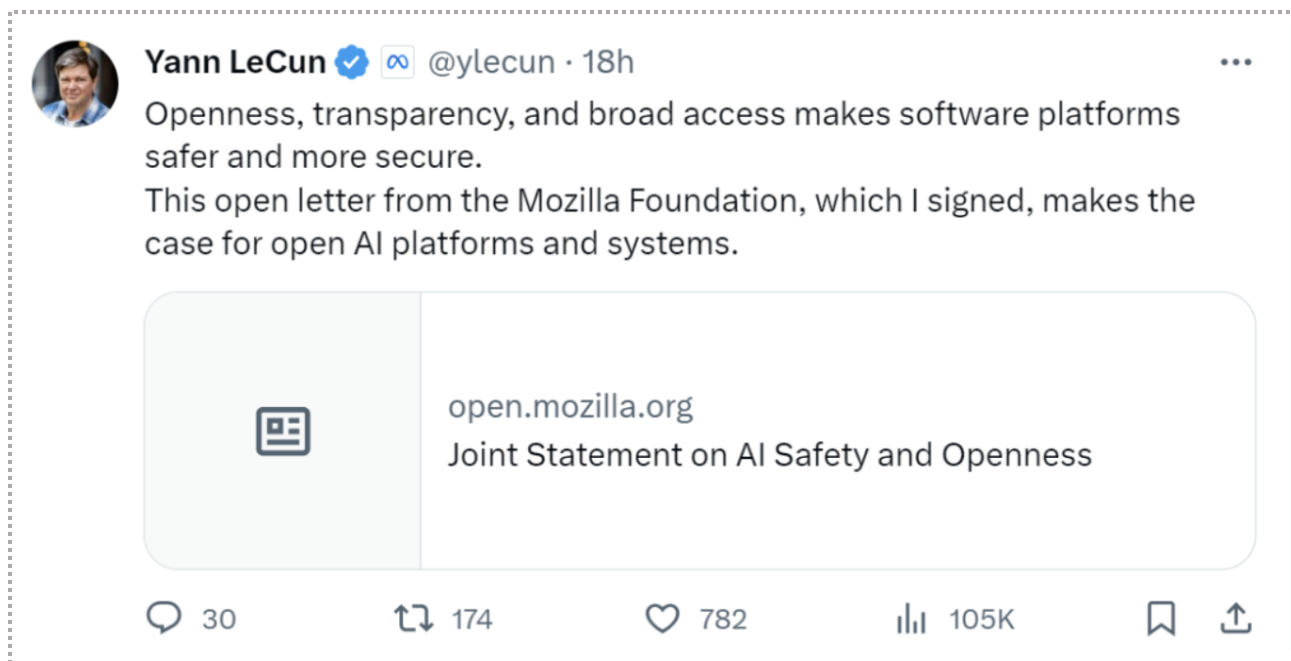 Yann LeCun @ylecun · 18h
Openness, transparency, and broad access makes software platforms
safer and more secure.
This open letter from the Mozilla Foundation, which I signed, makes the
case for open AI platforms and systems.
open.mozilla.org
Joint Statement on AI Safety and Openness
30 174 782 105K